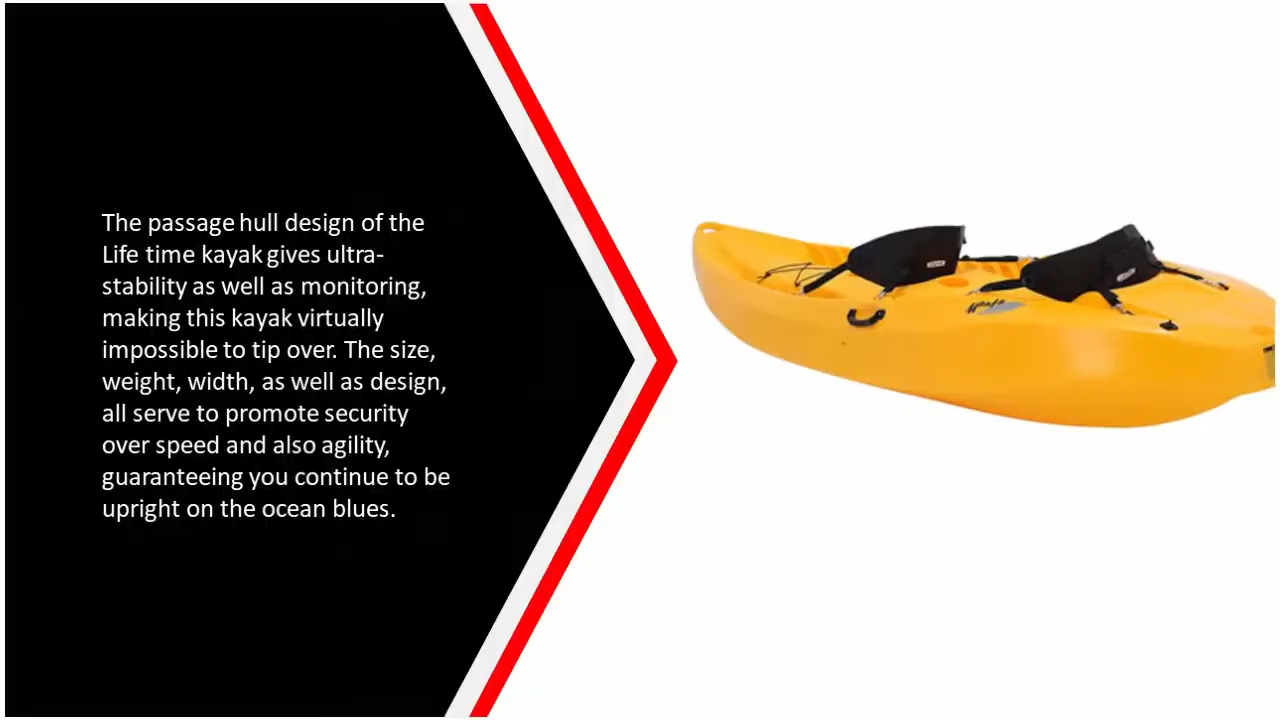 The passage hull design of the
Life time kayak gives ultra-
stability as well as monitoring,
making this kayak virtually
impossible to tip over. The size,
weight, width, as well as design,
all serve to promote security
over speed and also agility,
guaranteeing you continue to be
upright on the ocean blues.